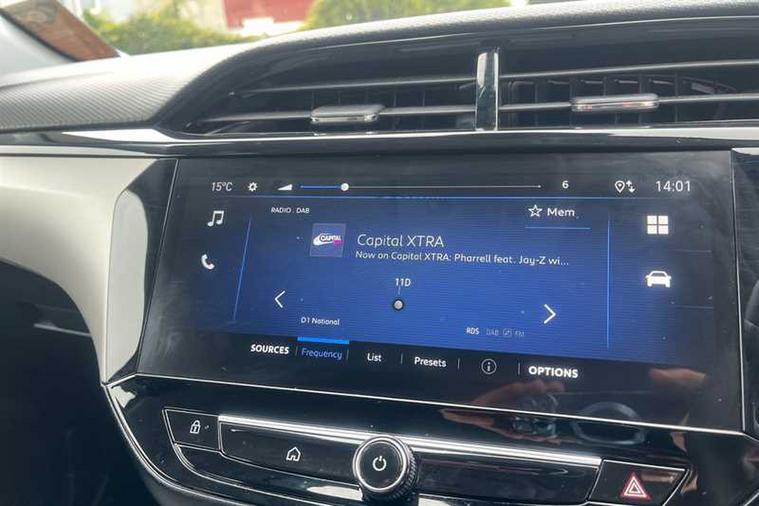 15°C
6
14:01
RADIO . DAB
Mem
CAPITAL
Capital XTRA
Now on Capital XTRA: Pharrell feat. Jay-Z wi...
11D
D1 National
RDS DAB FM
SOURCES Frequency List Presets OPTIONS